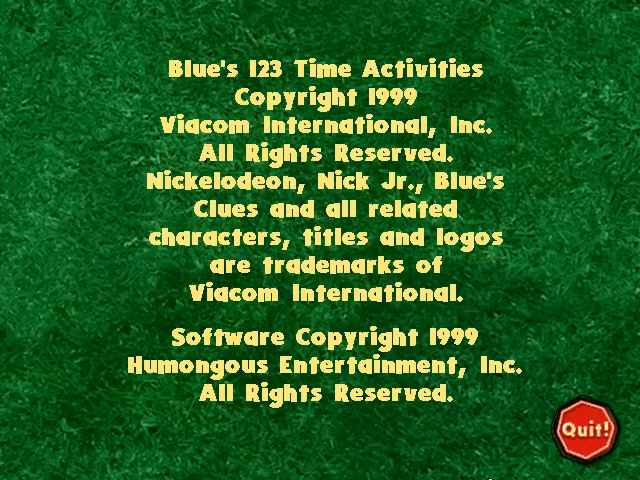 Blue's 123 Time Activities
Copyright 1999
Viacom International, Inc.
All Rights Reserved.
Nickelodeon, Nick Jr., Blue's
Clues and all related
characters, titles and logos
are trademarks of
Viacom International.
Software Copyright 1999
Humongous Entertainment, Inc.
All Rights Reserved.
Quit!